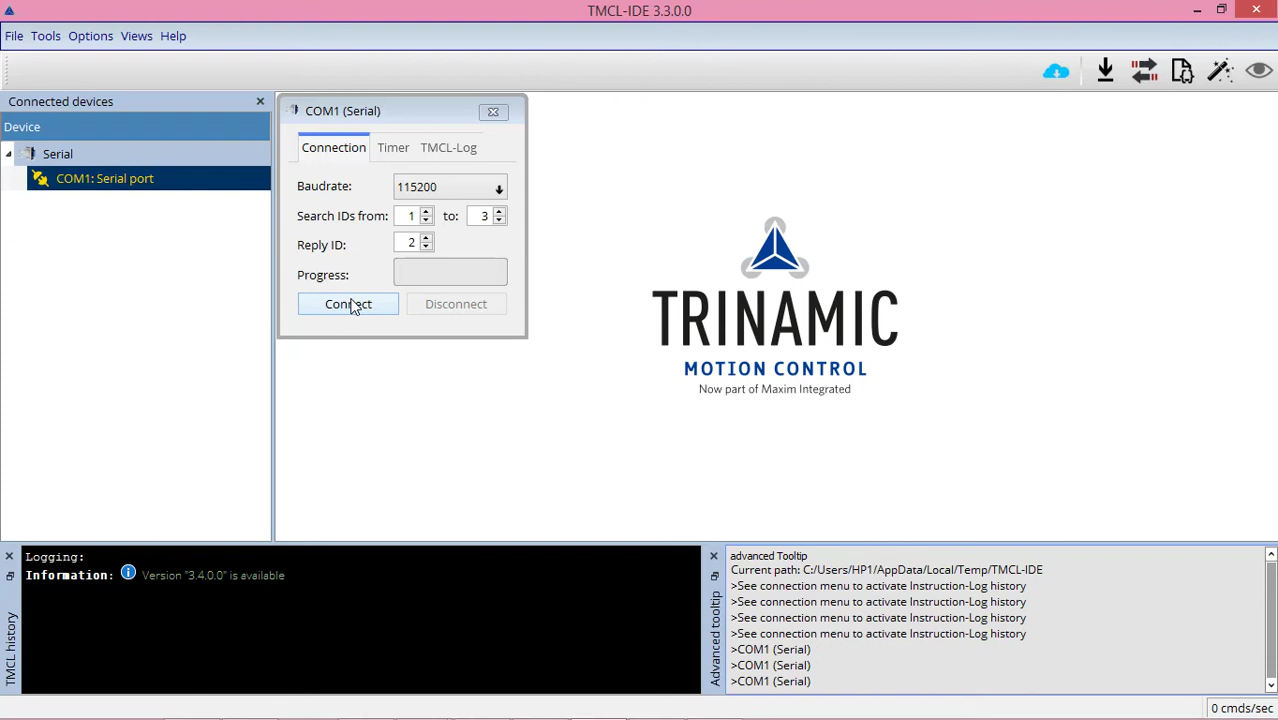 TMCL-IDE 3.3.0.0
File Tools Options Views Help
Connected devices
Device
Serial
COM1: Serial port
COM1 (Serial)
Connection Timer TMCL-Log
Baudrate: 115200
Search IDs from: 1 to: 3
Reply ID: 2
Progress:
Connect Disconnect
TRINAMIC
MOTION CONTROL
Now part of Maxim Integrated
TMCL history
Logging:
Information: Version "3.4.0.0" is available
Advanced tooltip
advanced Tooltip
Current path: C:/Users/HP1/AppData/Local/Temp/TMCL-IDE
>See connection menu to activate Instruction-Log history
>See connection menu to activate Instruction-Log history
>See connection menu to activate Instruction-Log history
>See connection menu to activate Instruction-Log history
>COM1 (Serial)
>COM1 (Serial)
>COM1 (Serial)
0 cmds/sec